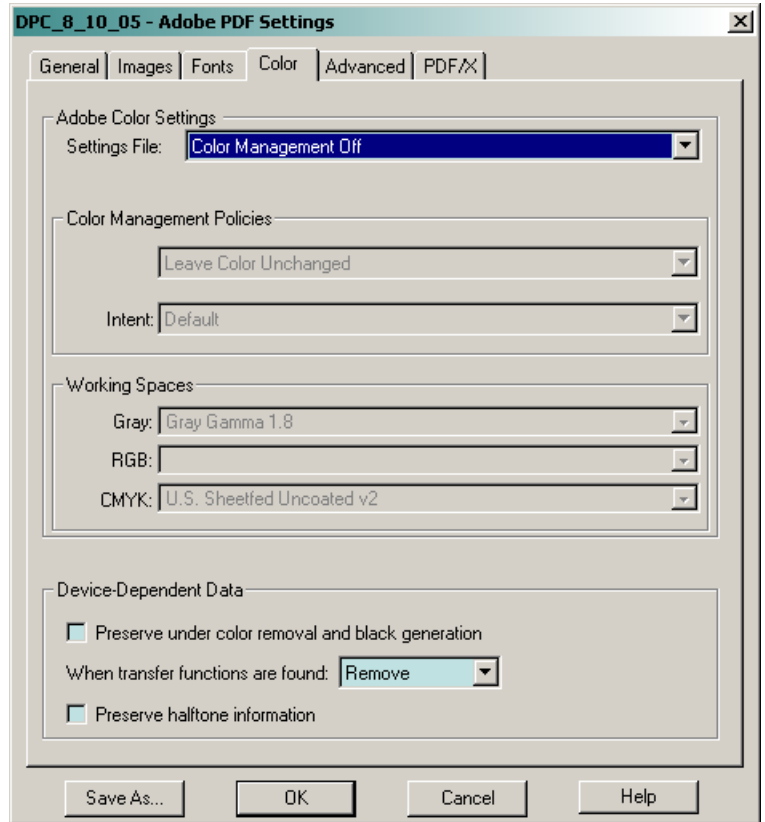 DPC_8_10_05 - Adobe PDF Settings
General Images Fonts Color Advanced PDF/X
Adobe Color Settings
Settings File: Color Management Off
Color Management Policies
Leave Color Unchanged
Intent: Default
Working Spaces
Gray: Gray Gamma 1.8
RGB:
CMYK: U.S. Sheetfed Uncoated v2
Device-Dependent Data
Preserve under color removal and black generation
When transfer functions are found: Remove
Preserve halftone information
Save As... OK Cancel Help